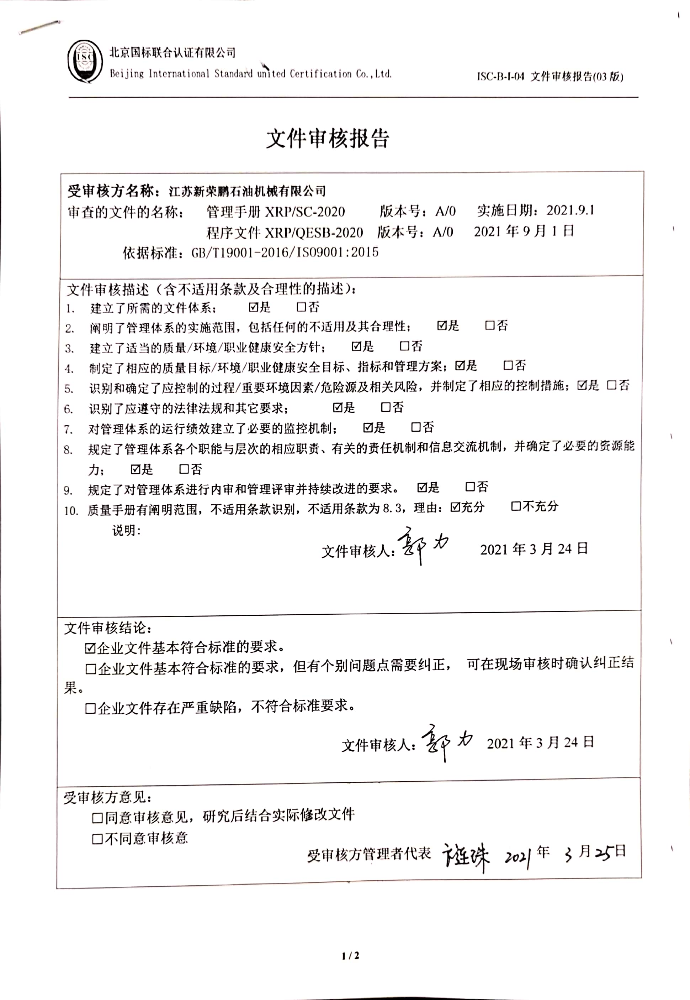 ISC
北京国标联合认证有限公司
Beijing International Standard united Certification Co.,Ltd.
ISC-B-I-04 文件审核报告(03版)
文件审核报告
受审核方名称：江苏新荣鹏石油机械有限公司
审查的文件的名称： 管理手册 XRP/SC-2020 版本号：A/0 实施日期：2021.9.1
程序文件 XRP/QESB-2020 版本号：A/0 2021年9月1日
依据标准：GB/T19001-2016/ISO9001:2015
文件审核描述（含不适用条款及合理性的描述）：
1. 建立了所需的文件体系； ☑是 □否
2. 阐明了管理体系的实施范围，包括任何的不适用及其合理性； ☑是 □否
3. 建立了适当的质量/环境/职业健康安全方针； ☑是 □否
4. 制定了相应的质量目标/环境/职业健康安全目标、指标和管理方案；☑是 □否
5. 识别和确定了应控制的过程/重要环境因素/危险源及相关风险，并制定了相应的控制措施；☑是 □否
6. 识别了应遵守的法律法规和其它要求； ☑是 □否
7. 对管理体系的运行绩效建立了必要的监控机制； ☑是 □否
8. 规定了管理体系各个职能与层次的相应职责、有关的责任机制和信息交流机制，并确定了必要的资源能
力； ☑是 □否
9. 规定了对管理体系进行内审和管理评审并持续改进的要求。 ☑是 □否
10. 质量手册有阐明范围，不适用条款识别，不适用条款为8.3，理由：☑充分 □不充分
说明：
文件审核人：郭力 2021年3月24日
文件审核结论：
☑企业文件基本符合标准的要求。
□企业文件基本符合标准的要求，但有个别问题点需要纠正， 可在现场审核时确认纠正结
果。
□企业文件存在严重缺陷，不符合标准要求。
文件审核人：郭力 2021年3月24日
受审核方意见：
□同意审核意见，研究后结合实际修改文件
□不同意审核意
受审核方管理者代表 2021年3月25日
1/2